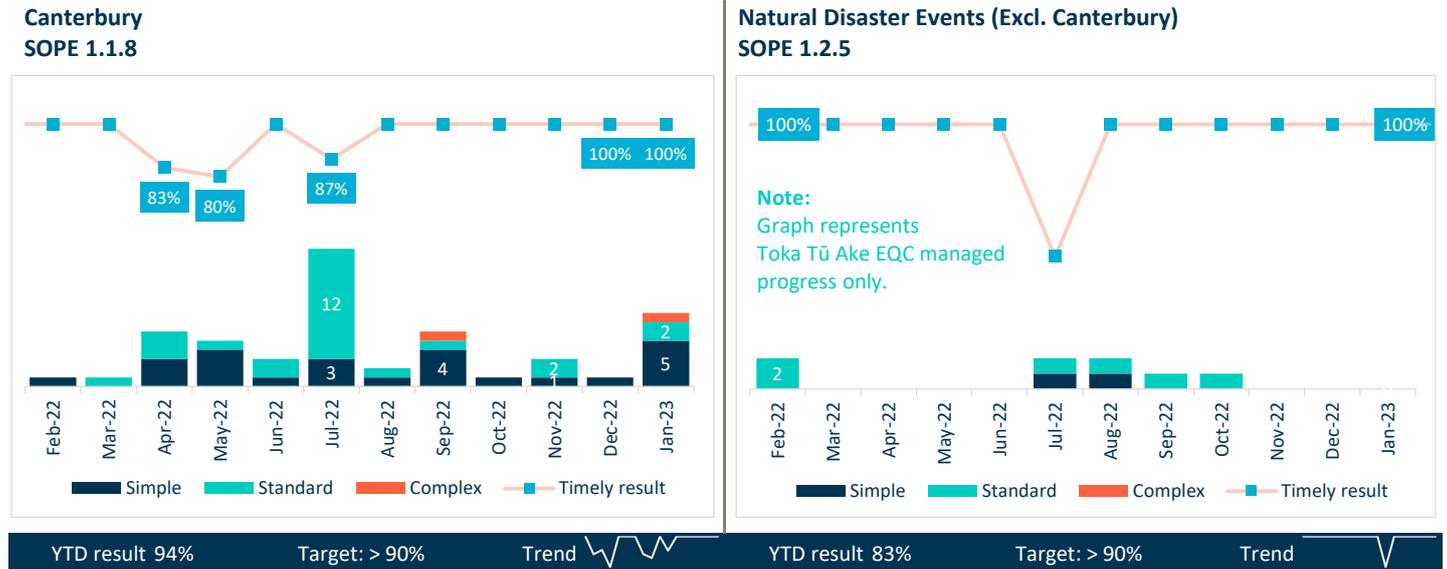 Canterbury
SOPE 1.1.8
100% 100%
83%
80%
87%
12
3
4
2
1
2
5
Feb-22
Mar-22
Apr-22
May-22
Jun-22
Jul-22
Aug-22
Sep-22
Oct-22
Nov-22
Dec-22
Jan-23
Simple Standard Complex Timely result
YTD result 94% Target: > 90% Trend
Natural Disaster Events (Excl. Canterbury)
SOPE 1.2.5
100% 100%
Note:
Graph represents
Toka Tū Ake EQC managed
progress only.
2
Feb-22
Mar-22
Apr-22
May-22
Jun-22
Jul-22
Aug-22
Sep-22
Oct-22
Nov-22
Dec-22
Jan-23
Simple Standard Complex Timely result
YTD result 83% Target: > 90% Trend